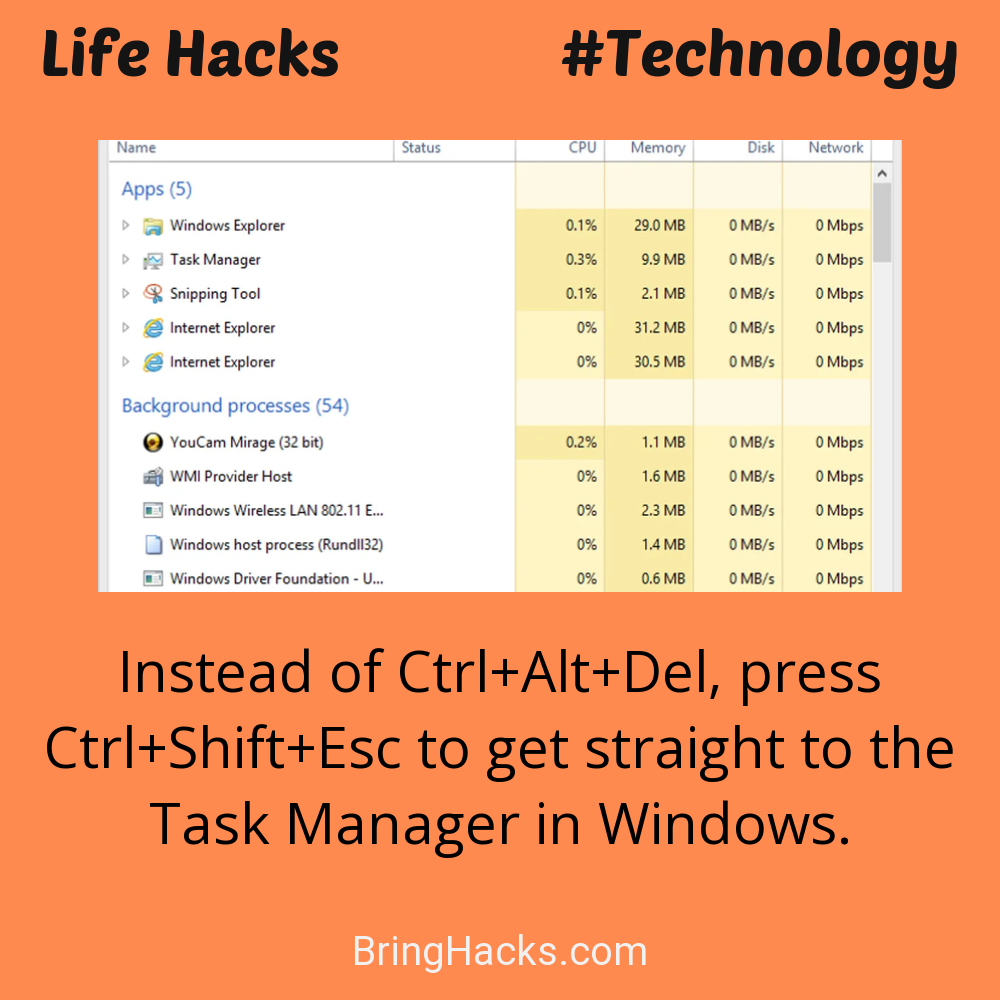 Life Hacks #Technology
Name Status CPU Memory Disk Network
Apps (5)
Windows Explorer 0.1% 29.0 MB 0 MB/s 0 Mbps
Task Manager 0.3% 9.9 MB 0 MB/s 0 Mbps
Snipping Tool 0.1% 2.1 MB 0 MB/s 0 Mbps
Internet Explorer 0% 31.2 MB 0 MB/s 0 Mbps
Internet Explorer 0% 30.5 MB 0 MB/s 0 Mbps
Background processes (54)
YouCam Mirage (32 bit) 0.2% 1.1 MB 0 MB/s 0 Mbps
WMI Provider Host 0% 1.6 MB 0 MB/s 0 Mbps
Windows Wireless LAN 802.11 E... 0% 2.3 MB 0 MB/s 0 Mbps
Windows host process (Rundll32) 0% 1.4 MB 0 MB/s 0 Mbps
Windows Driver Foundation - U... 0% 0.6 MB 0 MB/s 0 Mbps
Instead of Ctrl+Alt+Del, press
Ctrl+Shift+Esc to get straight to the
Task Manager in Windows.
BringHacks.com